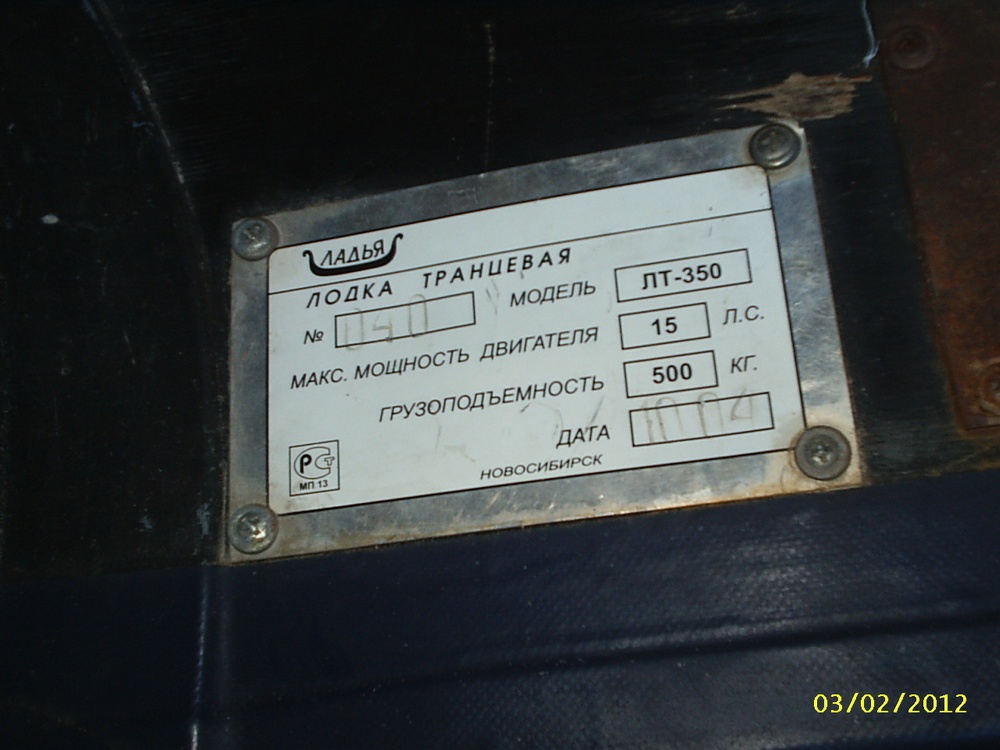 ЛАДЬЯ
ЛОДКА ТРАНЦЕВАЯ
№ 040 МОДЕЛЬ ЛТ-350
МАКС. МОЩНОСТЬ ДВИГАТЕЛЯ 15 Л.С.
ГРУЗОПОДЪЕМНОСТЬ 500 КГ.
ДАТА
РСТ
МП 13
НОВОСИБИРСК
03/02/2012